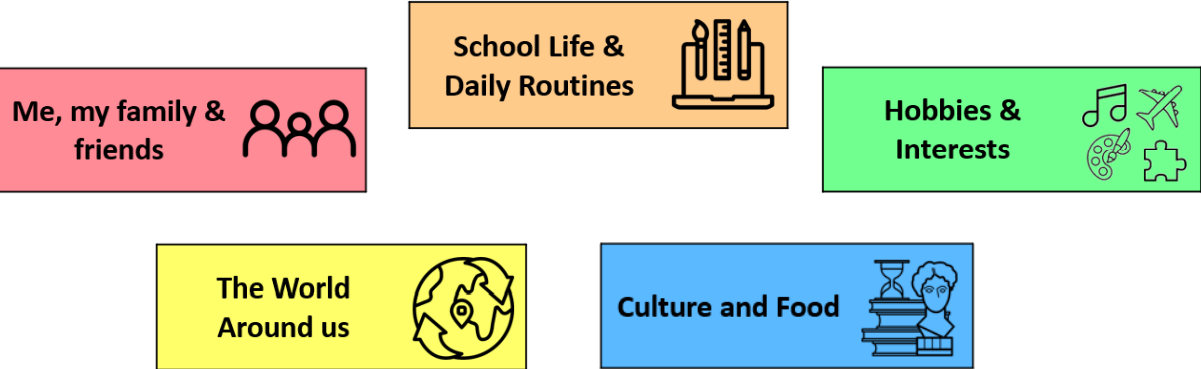 School Life &
Daily Routines
Me, my family &
friends
Hobbies &
Interests
The World
Around us
Culture and Food